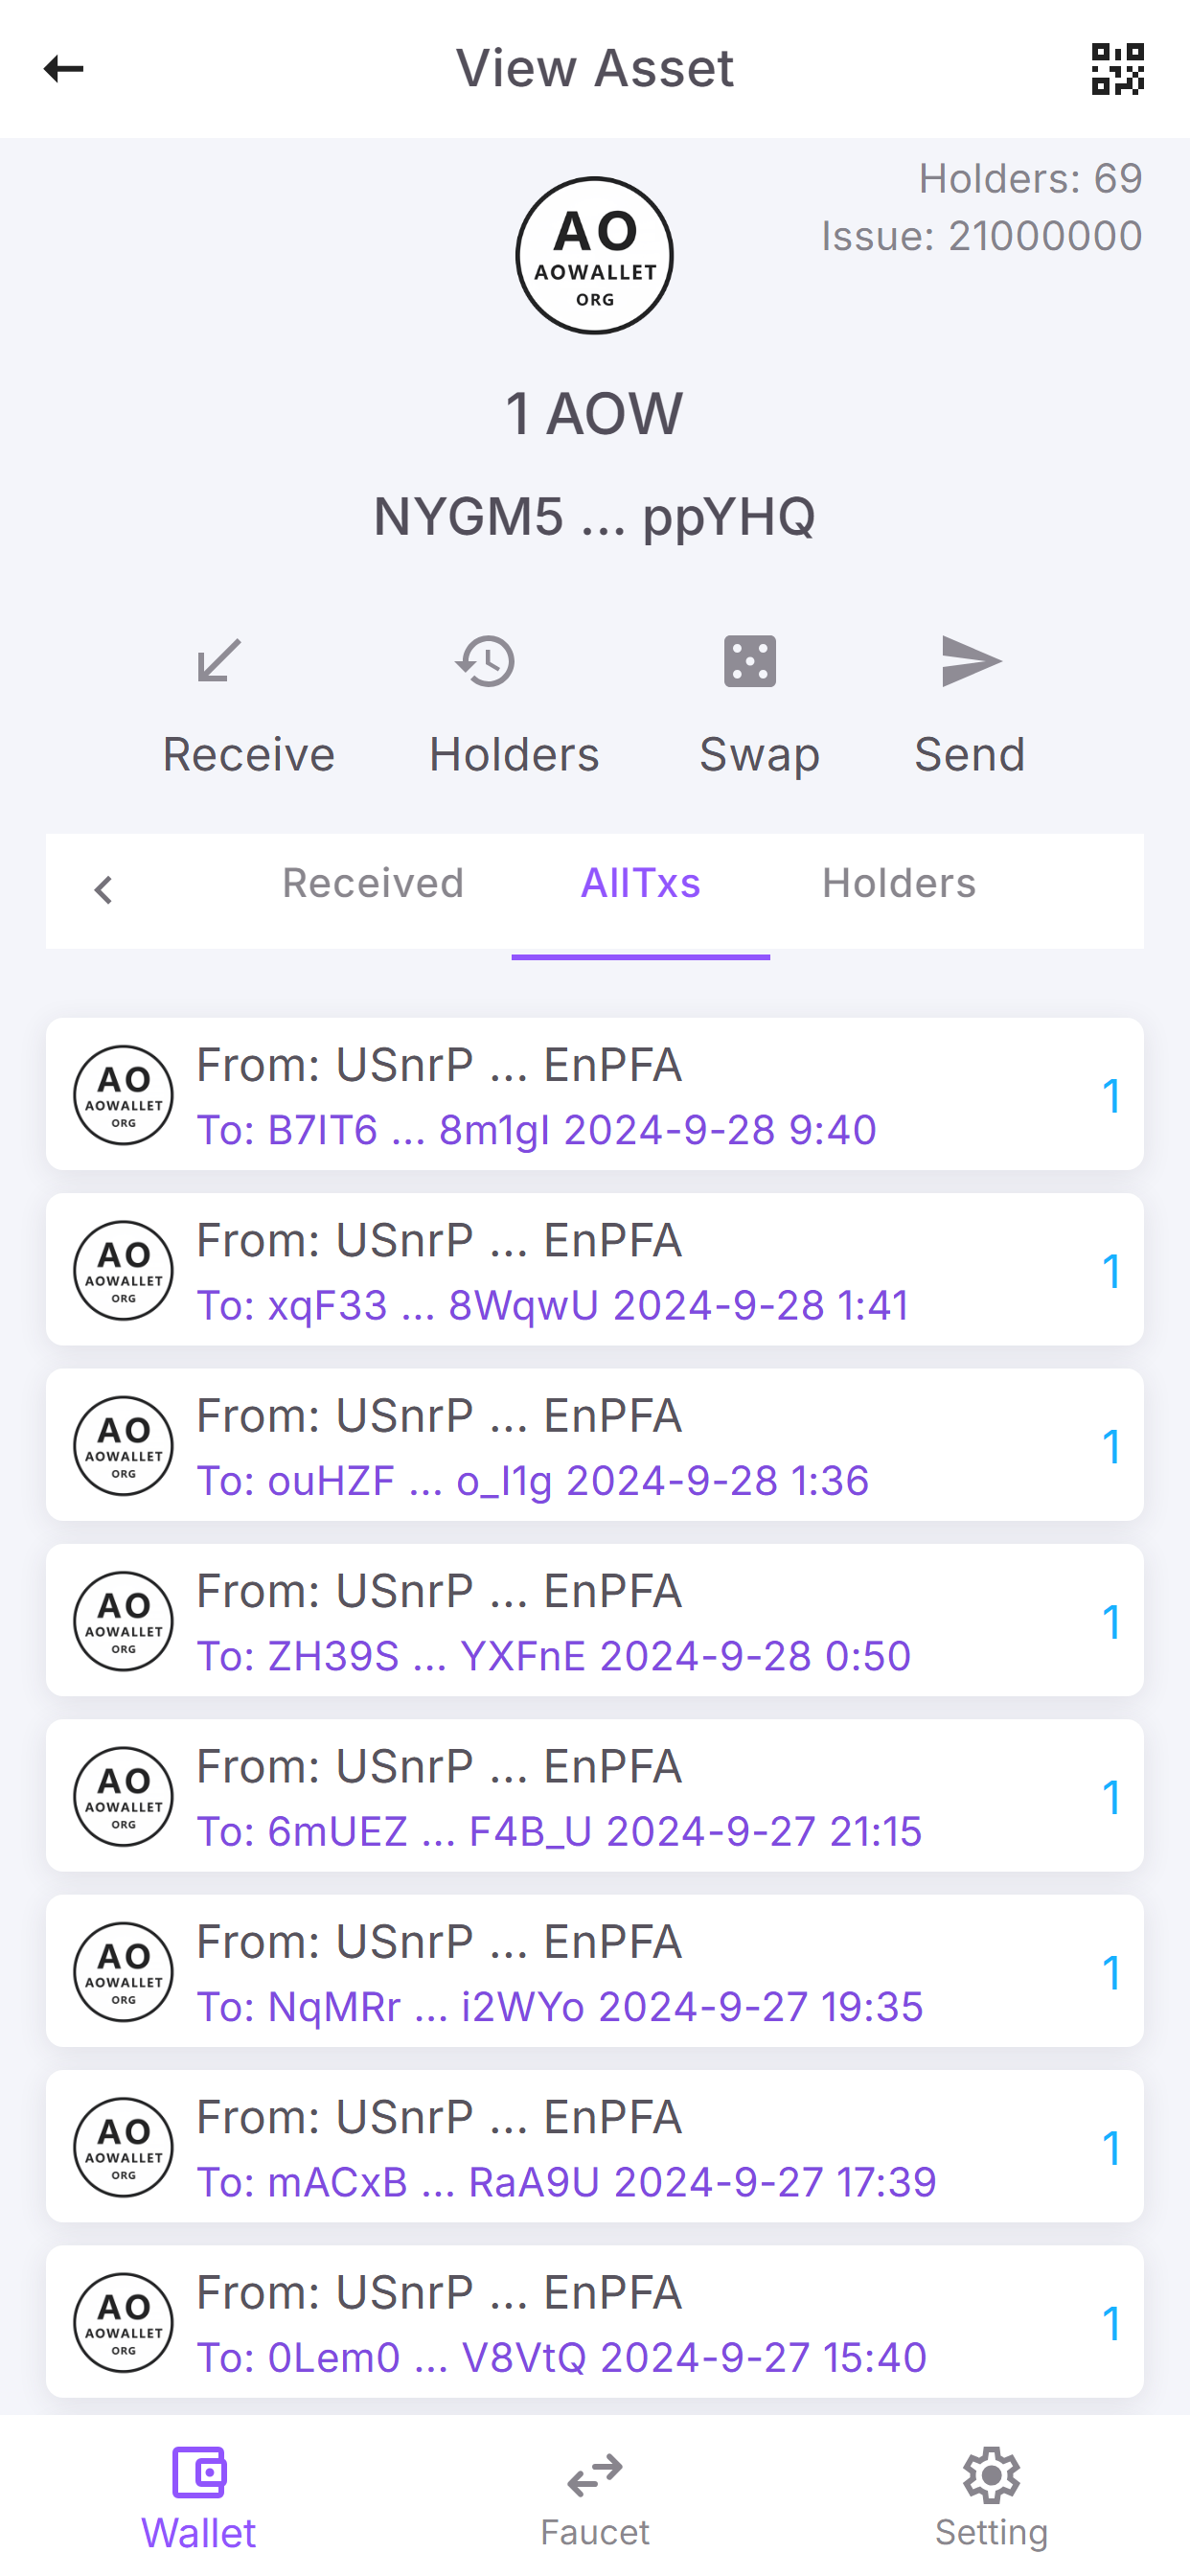 View Asset
Holders: 69
Issue: 21000000
AO
AOWALLET
ORG
1 AOW
NYGM5 ... ppYHQ
Receive Holders Swap Send
Received AllTxs Holders
AO
AOWALLET
ORG
From: USnrP ... EnPFA
To: B7IT6 ... 8m1gI 2024-9-28 9:40
1
AO
AOWALLET
ORG
From: USnrP ... EnPFA
To: xqF33 ... 8WqwU 2024-9-28 1:41
1
AO
AOWALLET
ORG
From: USnrP ... EnPFA
To: ouHZF ... o_I1g 2024-9-28 1:36
1
AO
AOWALLET
ORG
From: USnrP ... EnPFA
To: ZH39S ... YXFnE 2024-9-28 0:50
1
AO
AOWALLET
ORG
From: USnrP ... EnPFA
To: 6mUEZ ... F4B_U 2024-9-27 21:15
1
AO
AOWALLET
ORG
From: USnrP ... EnPFA
To: NqMRr ... i2WYo 2024-9-27 19:35
1
AO
AOWALLET
ORG
From: USnrP ... EnPFA
To: mACxB ... RaA9U 2024-9-27 17:39
1
AO
AOWALLET
ORG
From: USnrP ... EnPFA
To: 0Lem0 ... V8VtQ 2024-9-27 15:40
1
Wallet Faucet Setting